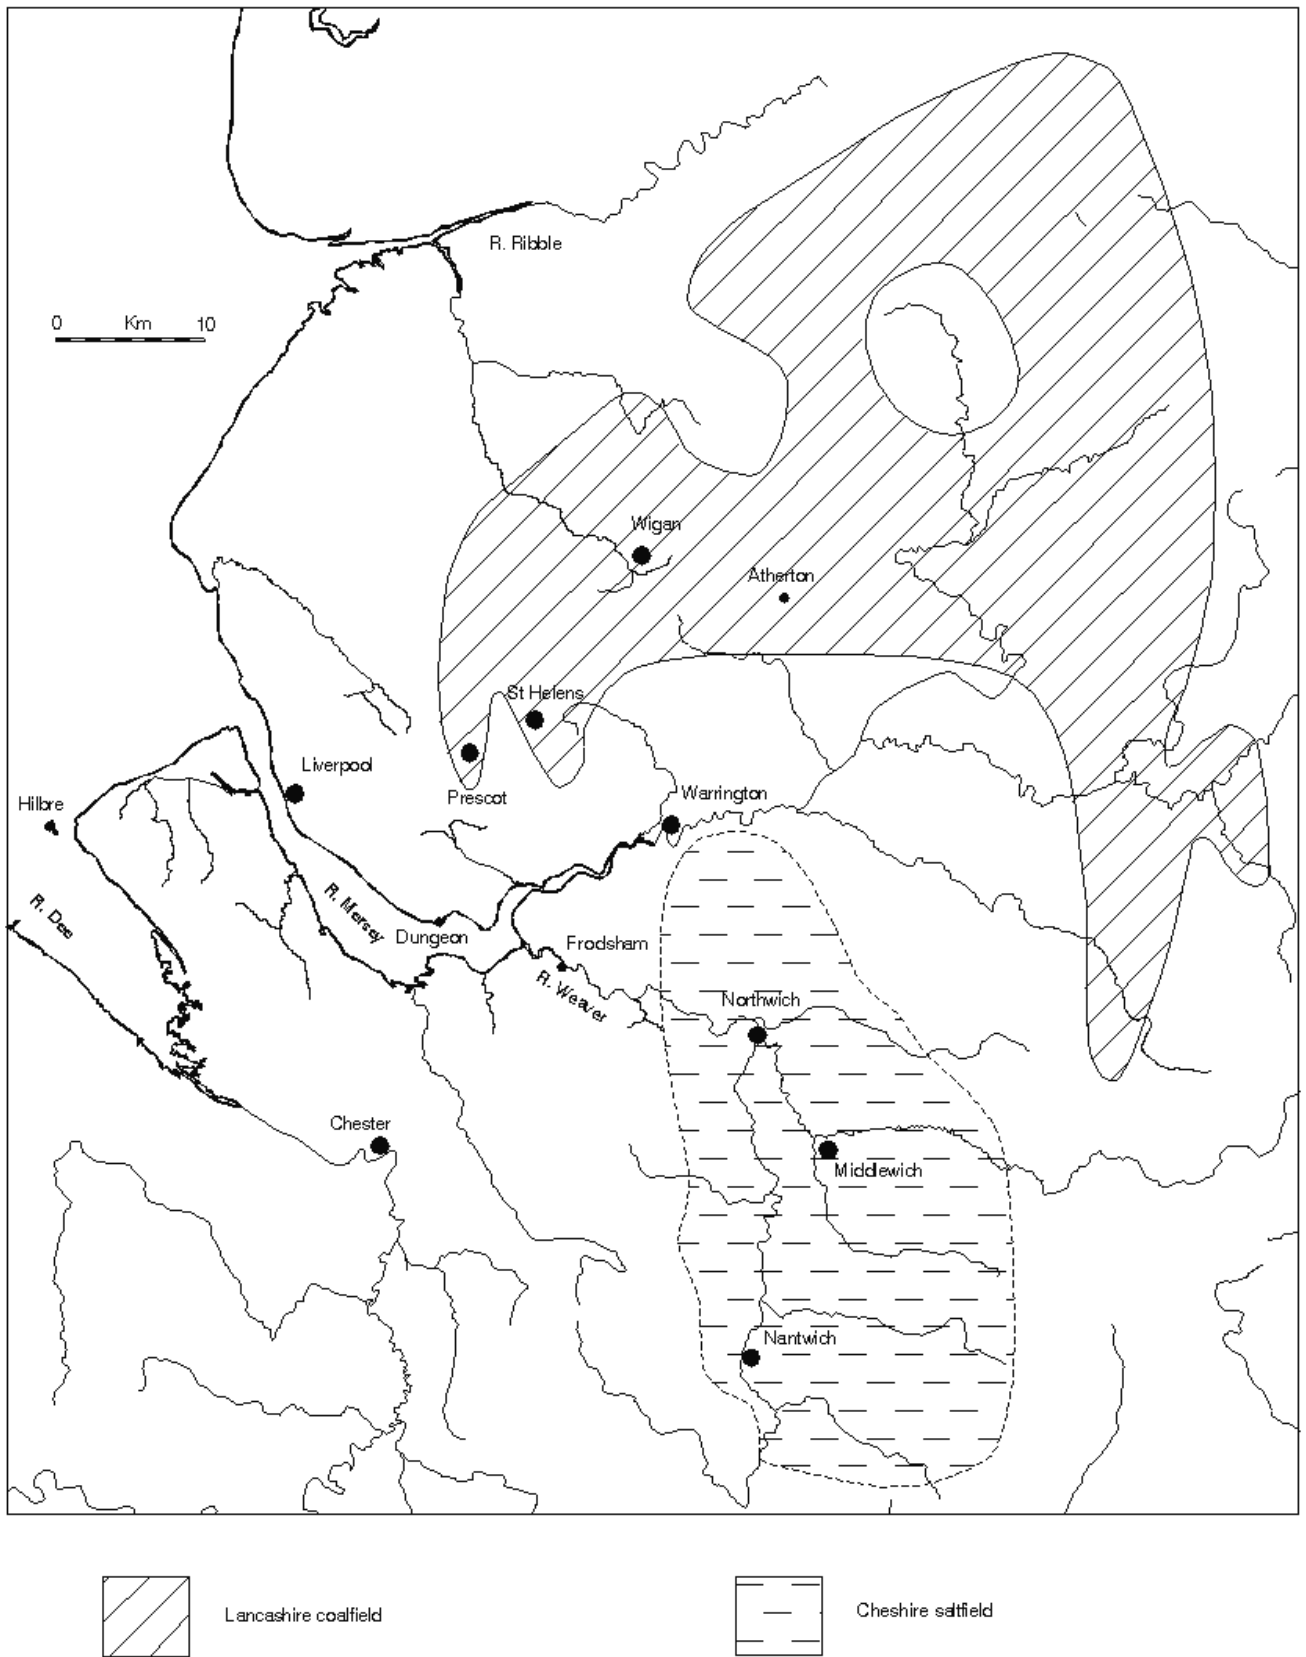 R. Ribble
0 Km 10
Wigan
Atherton
St Helens
Liverpool
Prescot
Warrington
Hilbre
R. Dee
R. Mersey
Dungeon
Frodsham
R. Weaver
Northwich
Chester
Middlewich
Nantwich
Lancashire coalfield
Cheshire saltfield